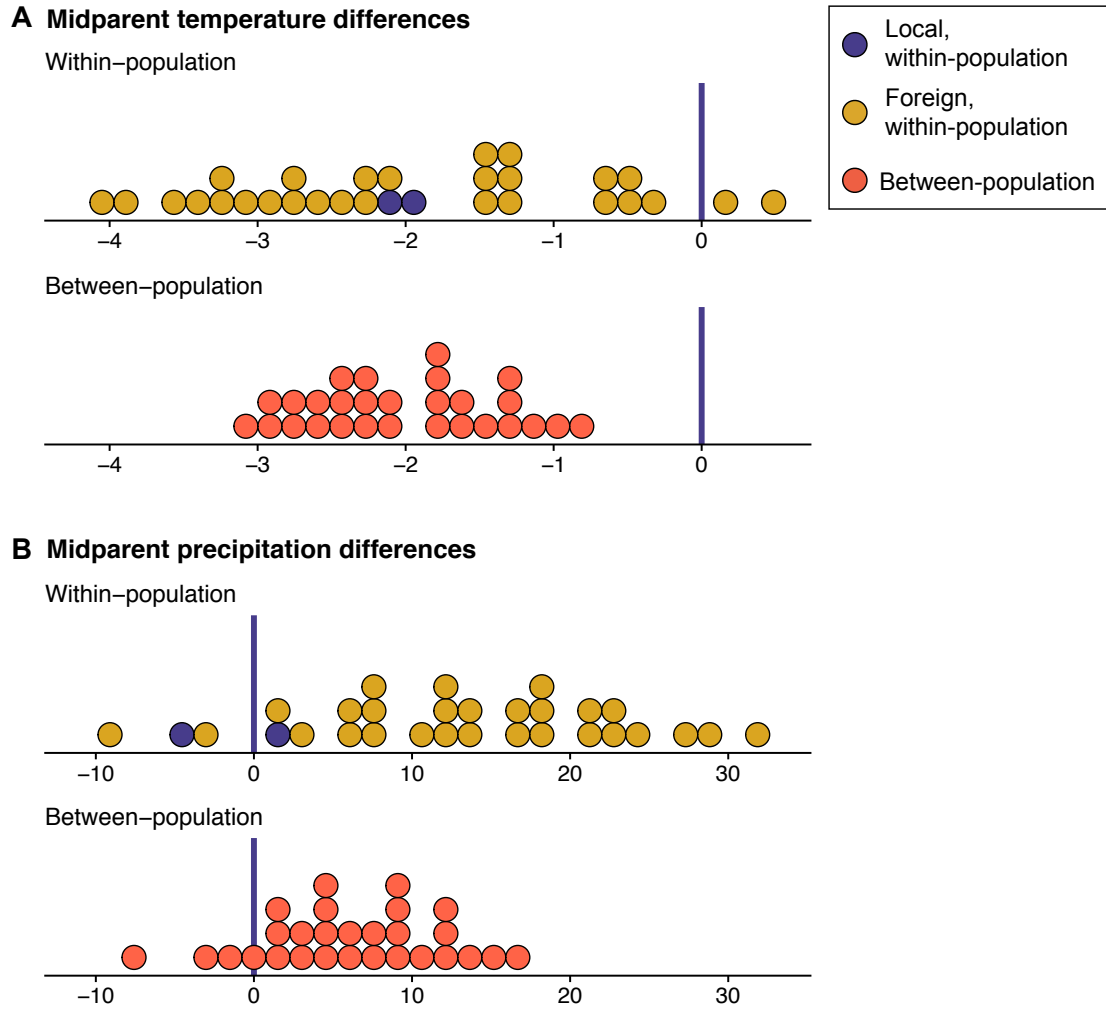 A Midparent temperature differences
Within−population
Local,
within-population
Foreign,
within-population
Between-population
−4 −3 −2 −1 0
Between−population
−4 −3 −2 −1 0
B Midparent precipitation differences
Within−population
−10 0 10 20 30
Between−population
−10 0 10 20 30